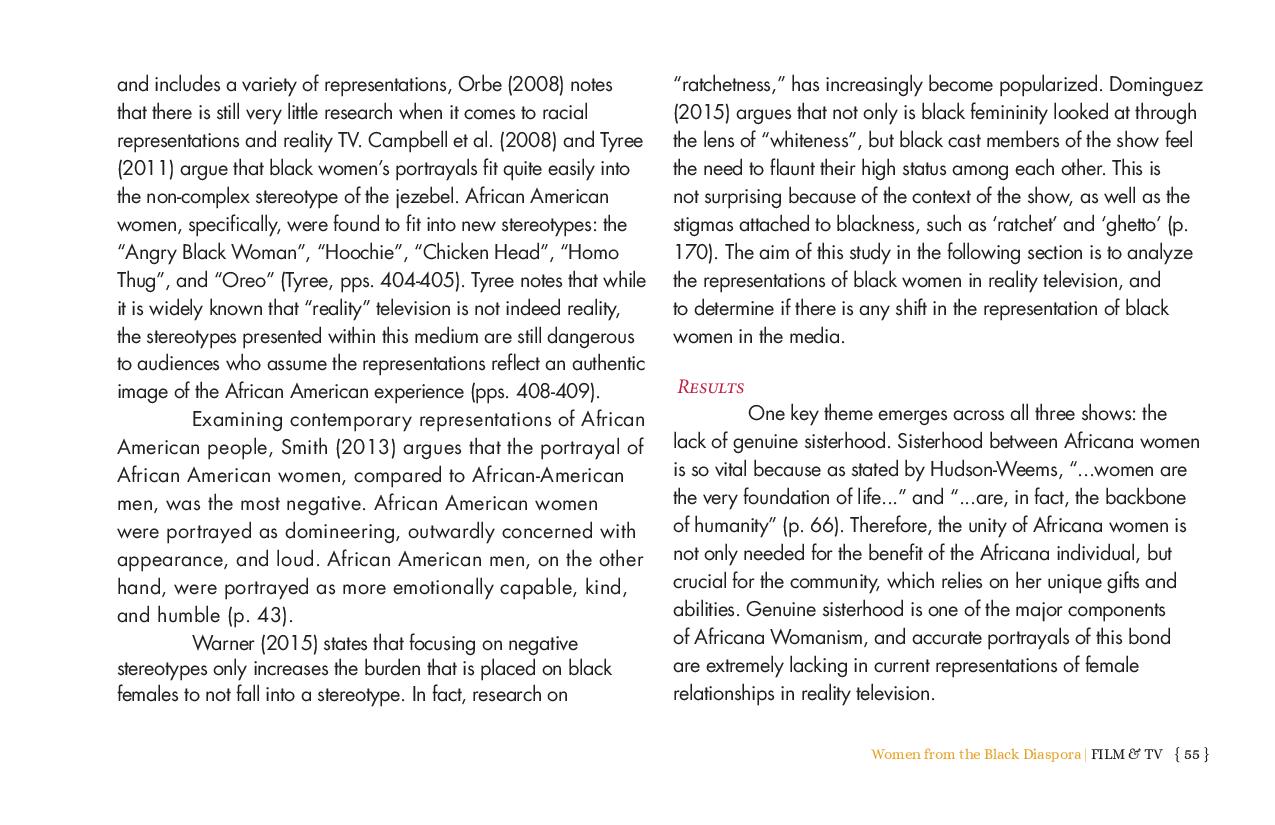 and includes a variety of representations, Orbe (2008) notes
that there is still very little research when it comes to racial
representations and reality TV. Campbell et al. (2008) and Tyree
(2011) argue that black women’s portrayals fit quite easily into
the non-complex stereotype of the jezebel. African American
women, specifically, were found to fit into new stereotypes: the
“Angry Black Woman”, “Hoochie”, “Chicken Head”, “Homo
Thug”, and “Oreo” (Tyree, pps. 404-405). Tyree notes that while
it is widely known that “reality” television is not indeed reality,
the stereotypes presented within this medium are still dangerous
to audiences who assume the representations reflect an authentic
image of the African American experience (pps. 408-409).
Examining contemporary representations of African
American people, Smith (2013) argues that the portrayal of
African American women, compared to African-American
men, was the most negative. African American women
were portrayed as domineering, outwardly concerned with
appearance, and loud. African American men, on the other
hand, were portrayed as more emotionally capable, kind,
and humble (p. 43).
Warner (2015) states that focusing on negative
stereotypes only increases the burden that is placed on black
females to not fall into a stereotype. In fact, research on
“ratchetness,” has increasingly become popularized. Dominguez
(2015) argues that not only is black femininity looked at through
the lens of “whiteness”, but black cast members of the show feel
the need to flaunt their high status among each other. This is
not surprising because of the context of the show, as well as the
stigmas attached to blackness, such as ‘ratchet’ and ‘ghetto’ (p.
170). The aim of this study in the following section is to analyze
the representations of black women in reality television, and
to determine if there is any shift in the representation of black
women in the media.
Results
One key theme emerges across all three shows: the
lack of genuine sisterhood. Sisterhood between Africana women
is so vital because as stated by Hudson-Weems, “...women are
the very foundation of life...” and “...are, in fact, the backbone
of humanity” (p. 66). Therefore, the unity of Africana women is
not only needed for the benefit of the Africana individual, but
crucial for the community, which relies on her unique gifts and
abilities. Genuine sisterhood is one of the major components
of Africana Womanism, and accurate portrayals of this bond
are extremely lacking in current representations of female
relationships in reality television.
Women from the Black Diaspora | FILM & TV { 55 }